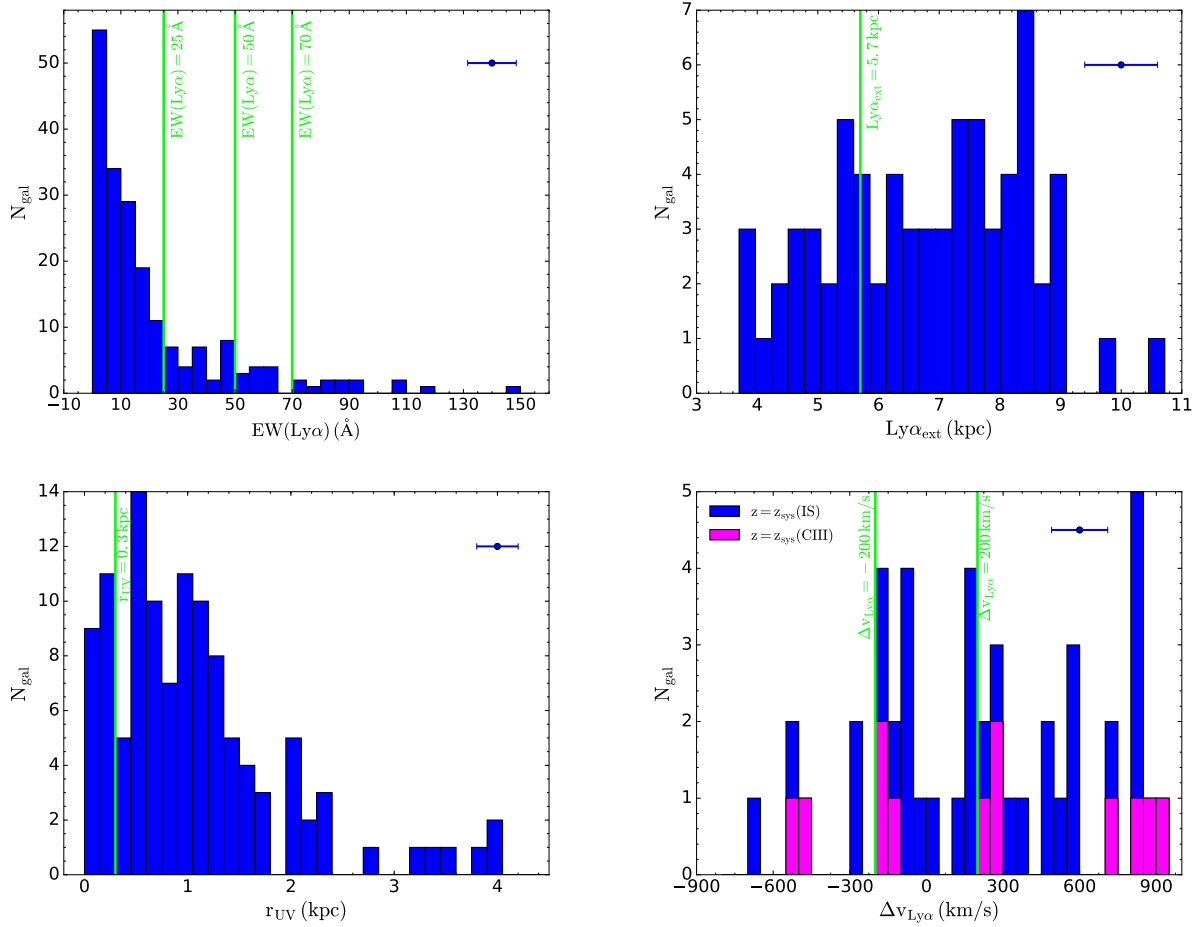 EW(Lyα) = 25 Å
EW(Lyα) = 50 Å
EW(Lyα) = 70 Å
50
40
30
20
10
0
N_gal
−10 10 30 50 70 90 110 130 150
EW(Lyα) (Å)
Lyα_ext = 5.7 kpc
7
6
5
4
3
2
1
0
N_gal
3 4 5 6 7 8 9 10 11
Lyα_ext (kpc)
r_UV = 0.3 kpc
14
12
10
8
6
4
2
0
N_gal
0 1 2 3 4
r_UV (kpc)
z = z_sys(IS)
z = z_sys(CIII)
Δv_Lyα = −200 km/s
Δv_Lyα = 200 km/s
5
4
3
2
1
0
N_gal
−900 −600 −300 0 300 600 900
Δv_Lyα (km/s)